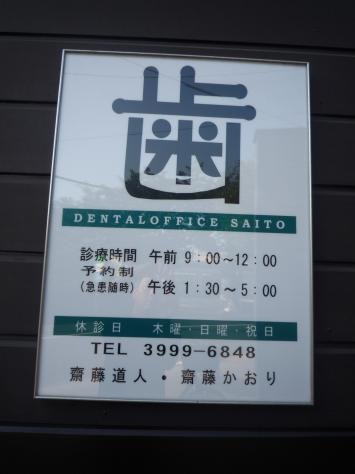 歯
DENTALOFFICE SAITO
診療時間 午前 9:00~12:00
予約制
(急患随時) 午後 1:30~5:00
休診日 木曜・日曜・祝日
TEL 3999-6848
齋藤道人・齋藤かおり